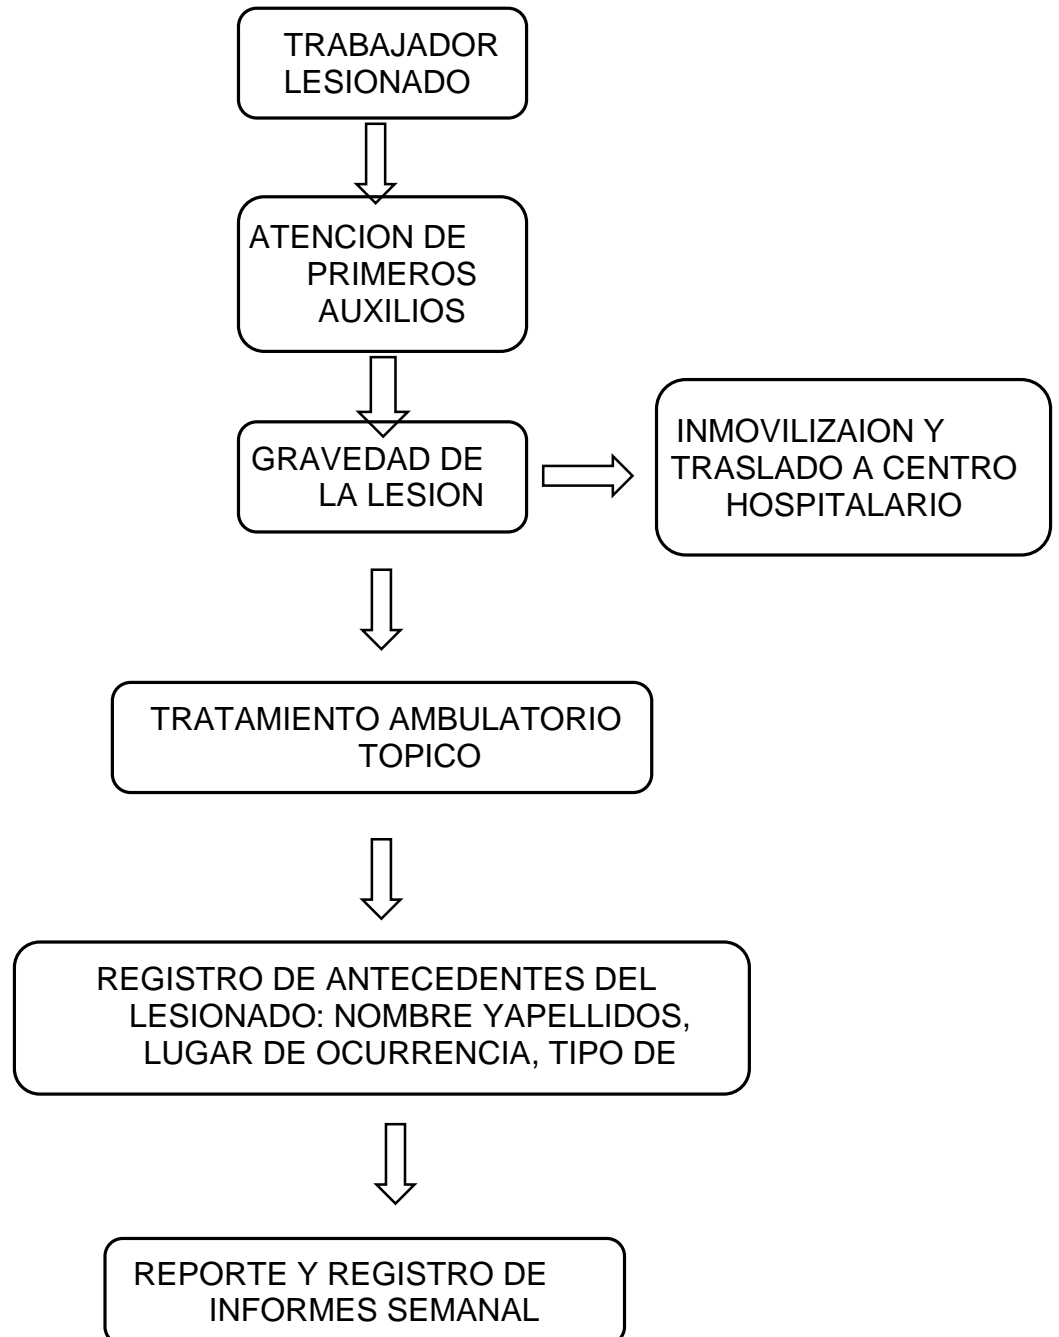 TRABAJADOR
LESIONADO
ATENCION DE
PRIMEROS
AUXILIOS
GRAVEDAD DE
LA LESION
INMOVILIZAION Y
TRASLADO A CENTRO
HOSPITALARIO
TRATAMIENTO AMBULATORIO
TOPICO
REGISTRO DE ANTECEDENTES DEL
LESIONADO: NOMBRE YAPELLIDOS,
LUGAR DE OCURRENCIA, TIPO DE
REPORTE Y REGISTRO DE
INFORMES SEMANAL